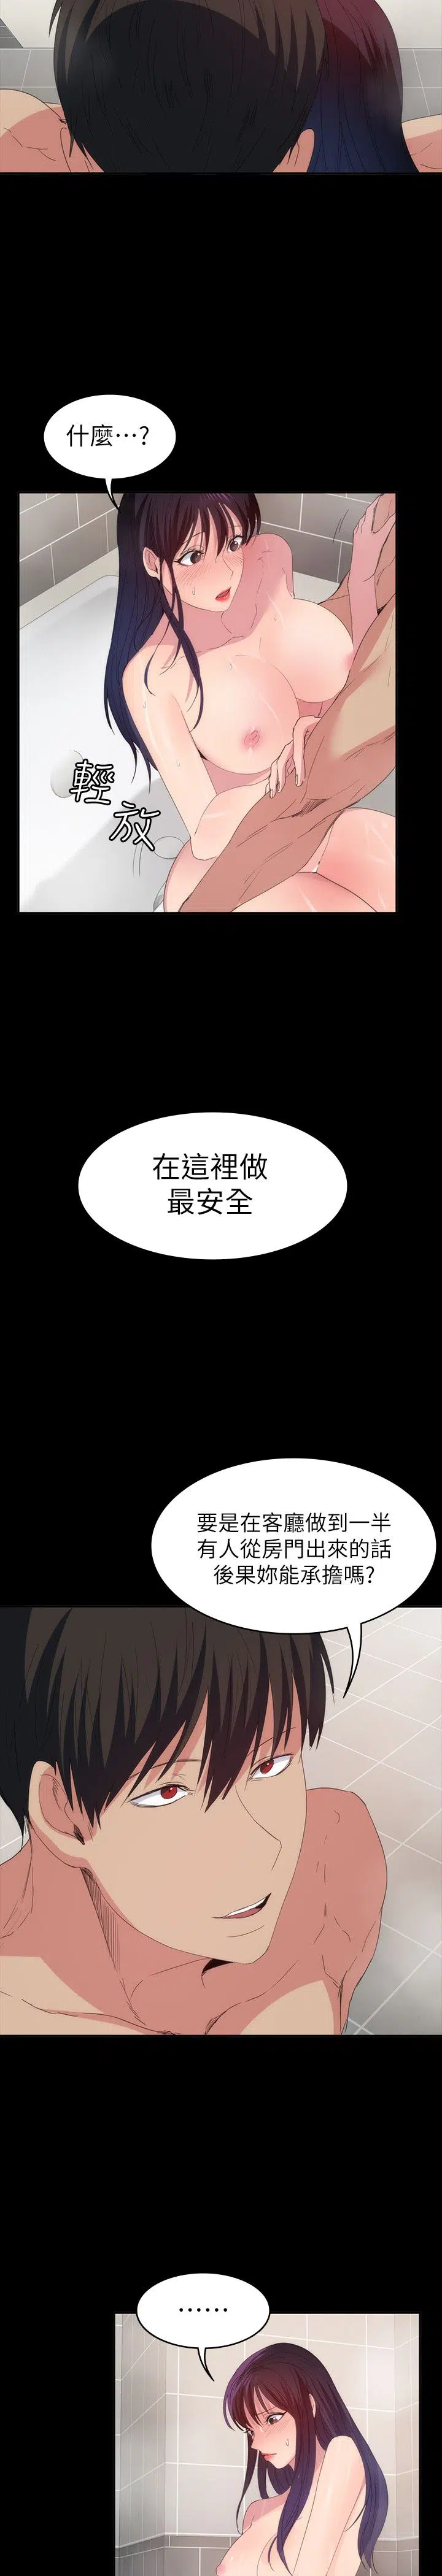 什麼⋯?
輕放
在這裡做
最安全
要是在客廳做到一半
有人從房門出來的話
後果妳能承擔嗎?
⋯⋯